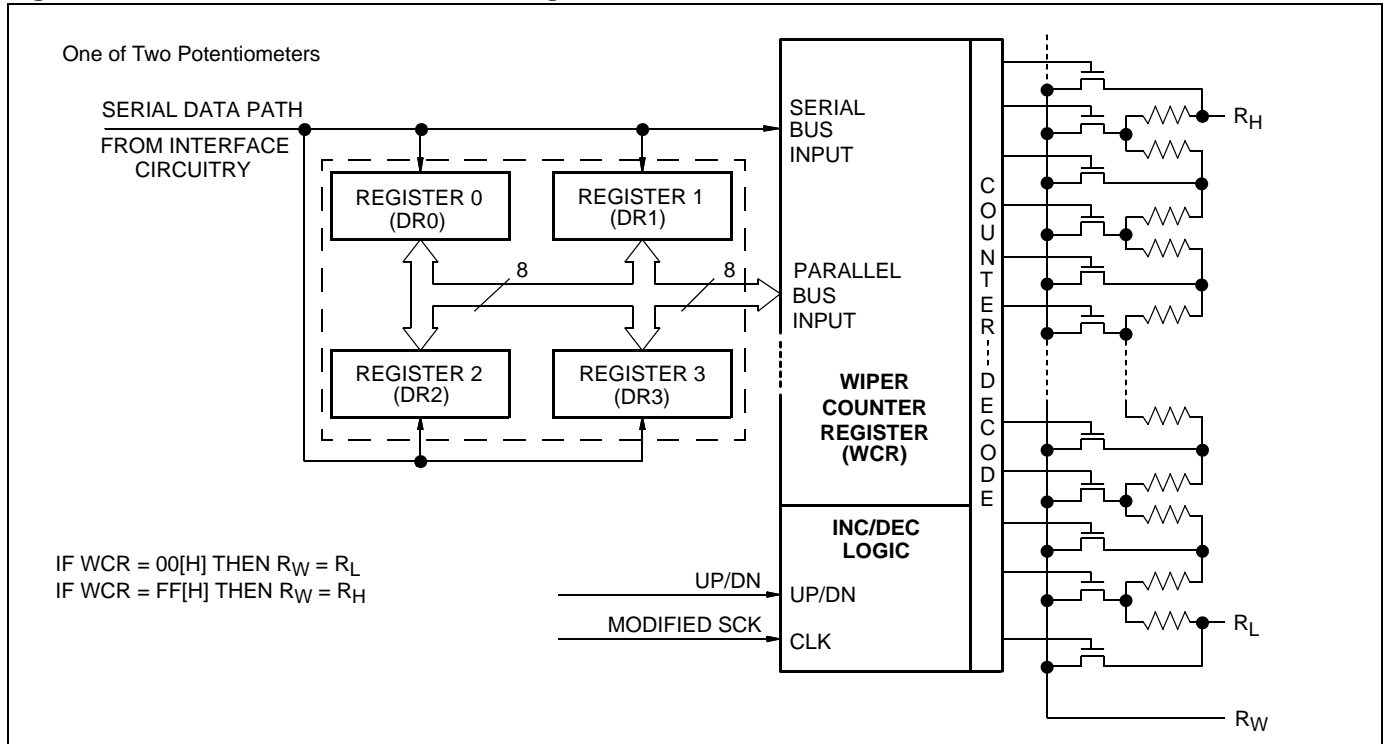 One of Two Potentiometers
SERIAL DATA PATH
FROM INTERFACE
CIRCUITRY
REGISTER 0
(DR0)
REGISTER 1
(DR1)
8
8
REGISTER 2
(DR2)
REGISTER 3
(DR3)
SERIAL
BUS
INPUT
PARALLEL
BUS
INPUT
WIPER
COUNTER
REGISTER
(WCR)
INC/DEC
LOGIC
UP/DN
UP/DN
MODIFIED SCK
CLK
COUNTER
DECODE
RH
RL
RW
IF WCR = 00[H] THEN RW = RL
IF WCR = FF[H] THEN RW = RH